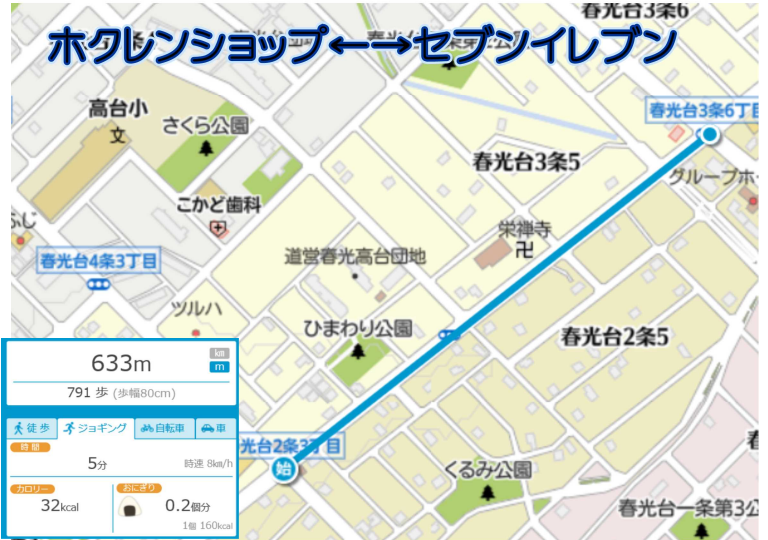 春光台3条6
ホクレンショップ←→セブンイレブン
高台小
文
さくら公園
春光台3条6丁目
春光台3条5
グループホー
こかど歯科
栄禅寺
卍
ふじ
春光台4条3丁目
道営春光高台団地
ツルハ
ひまわり公園
春光台2条5
633m
km
m
791 歩 (歩幅80cm)
徒歩
ジョギング
自転車
車
時間
5分
時速 8km/h
カロリー
32kcal
おにぎり
0.2個分
1個 160kcal
光台2条3丁目
始
くるみ公園
春光台一条第3公